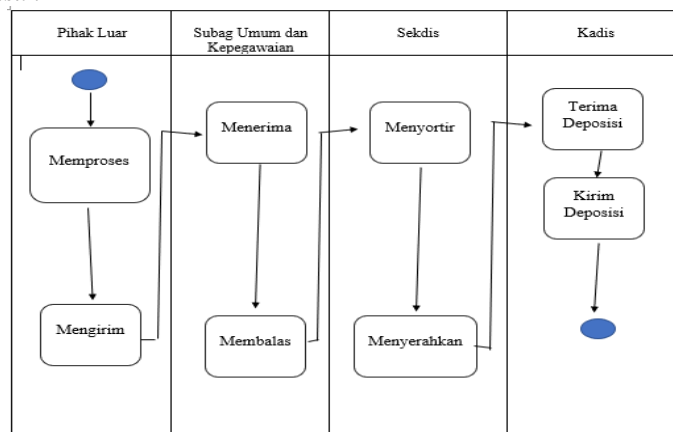 Pihak Luar
Subag Umum dan
Kepegawaian
Sekdis
Kadis
Memproses
Mengirim
Menerima
Membalas
Menyortir
Menyerahkan
Terima
Deposisi
Kirim
Deposisi